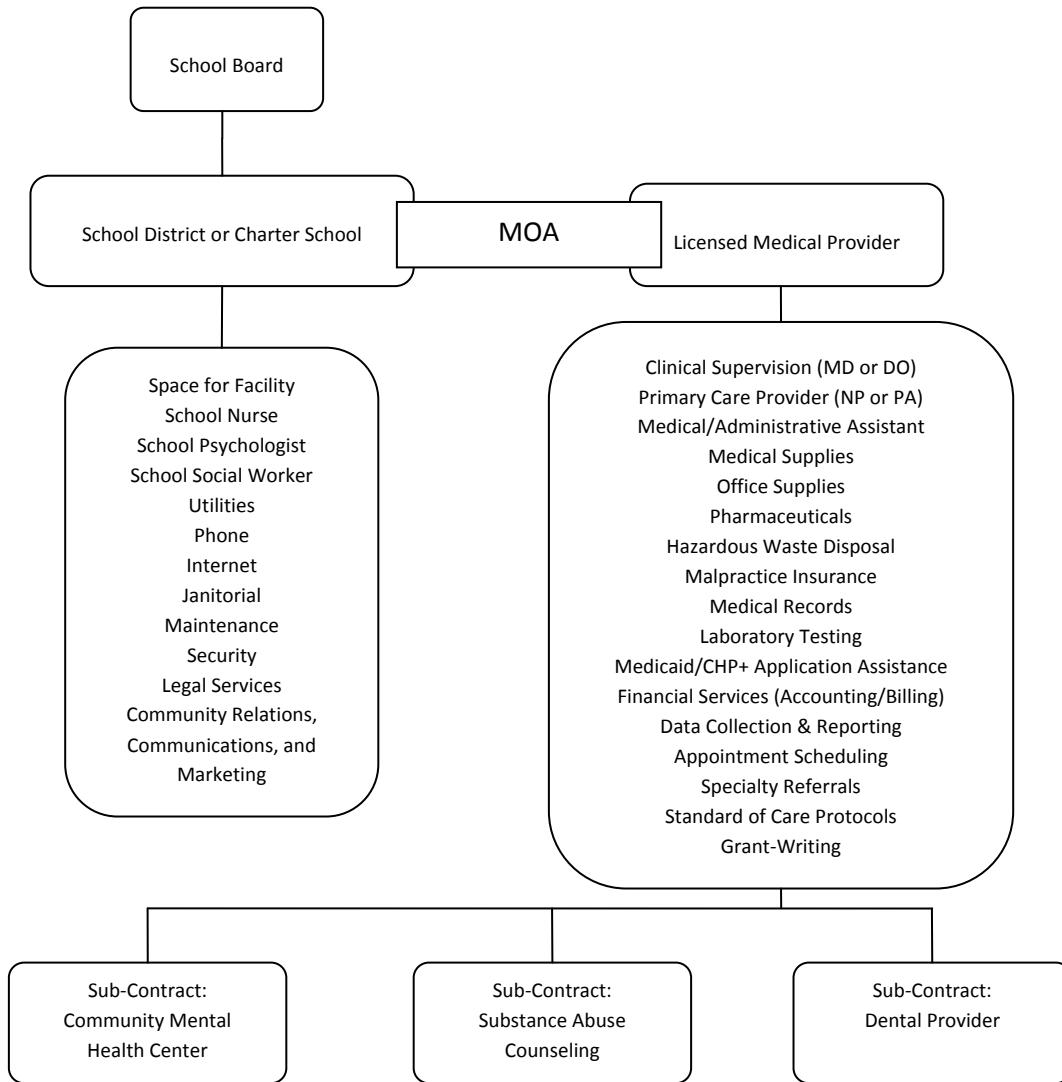 School Board
School District or Charter School
MOA
Licensed Medical Provider
Space for Facility
School Nurse
School Psychologist
School Social Worker
Utilities
Phone
Internet
Janitorial
Maintenance
Security
Legal Services
Community Relations,
Communications, and
Marketing
Clinical Supervision (MD or DO)
Primary Care Provider (NP or PA)
Medical/Administrative Assistant
Medical Supplies
Office Supplies
Pharmaceuticals
Hazardous Waste Disposal
Malpractice Insurance
Medical Records
Laboratory Testing
Medicaid/CHP+ Application Assistance
Financial Services (Accounting/Billing)
Data Collection & Reporting
Appointment Scheduling
Specialty Referrals
Standard of Care Protocols
Grant-Writing
Sub-Contract:
Community Mental
Health Center
Sub-Contract:
Substance Abuse
Counseling
Sub-Contract:
Dental Provider